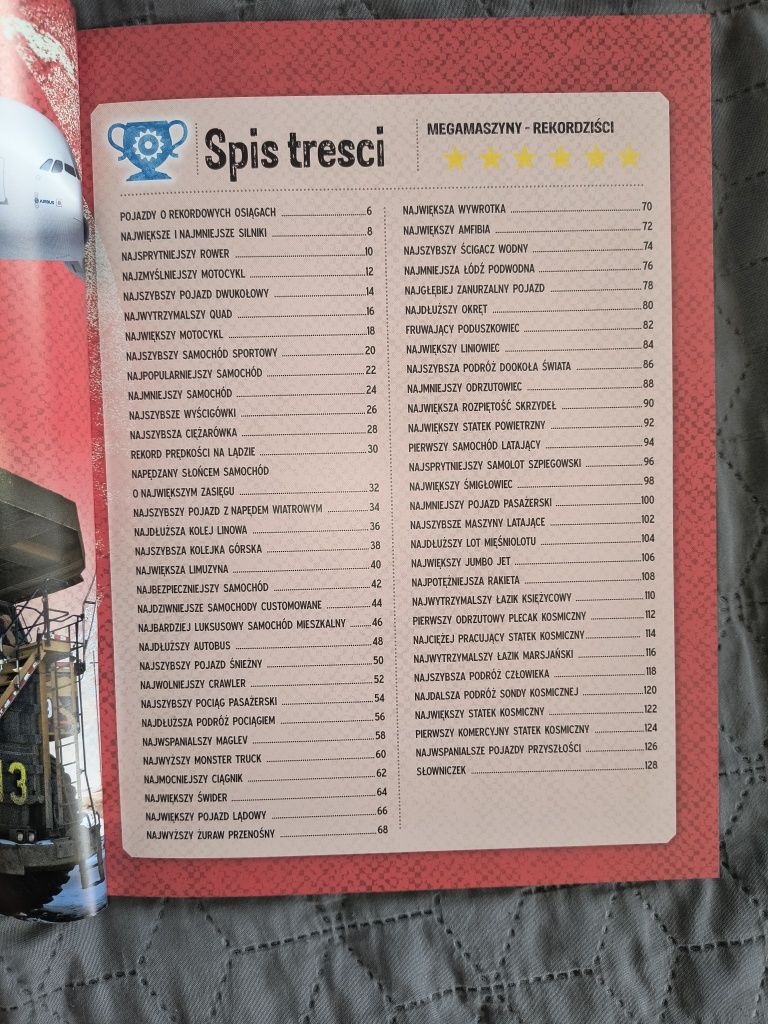 Spis tresci
MEGAMASZYNY - REKORDZIŚCI
POJAZDY O REKORDOWYCH OSIĄGACH 6
NAJWIĘKSZE I NAJMNIEJSZE SILNIKI 8
NAJSPRYTNIEJSZY ROWER 10
NAJZMYŚLNIEJSZY MOTOCYKL 12
NAJSZYBSZY POJAZD DWUKOŁOWY 14
NAJWYTRZYMALSZY QUAD 16
NAJWIĘKSZY MOTOCYKL 18
NAJSZYBSZY SAMOCHÓD SPORTOWY 20
NAJPOPULARNIEJSZY SAMOCHÓD 22
NAJMNIEJSZY SAMOCHÓD 24
NAJSZYBSZE WYŚCIGÓWKI 26
NAJSZYBSZA CIĘŻARÓWKA 28
REKORD PRĘDKOŚCI NA LĄDZIE 30
NAPĘDZANY SŁOŃCEM SAMOCHÓD
O NAJWIĘKSZYM ZASIĘGU 32
NAJSZYBSZY POJAZD Z NAPĘDEM WIATROWYM 34
NAJDŁUŻSZA KOLEJ LINOWA 36
NAJSZYBSZA KOLEJKA GÓRSKA 38
NAJWIĘKSZA LIMUZYNA 40
NAJBEZPIECZNIEJSZY SAMOCHÓD 42
NAJDZIWNIEJSZE SAMOCHODY CUSTOMOWANE 44
NAJBARDZIEJ LUKSUSOWY SAMOCHÓD MIESZKALNY 46
NAJDŁUŻSZY AUTOBUS 48
NAJSZYBSZY POJAZD ŚNIEŻNY 50
NAJWOLNIEJSZY CRAWLER 52
NAJSZYBSZY POCIĄG PASAŻERSKI 54
NAJDŁUŻSZA PODRÓŻ POCIĄGIEM 56
NAJWSPANIALSZY MAGLEV 58
NAJWYŻSZY MONSTER TRUCK 60
NAJMOCNIEJSZY CIĄGNIK 62
NAJWIĘKSZY ŚWIDER 64
NAJWIĘKSZY POJAZD LĄDOWY 66
NAJWYŻSZY ŻURAW PRZENOŚNY 68
NAJWIĘKSZA WYWROTKA 70
NAJWIĘKSZY AMFIBIA 72
NAJSZYBSZY ŚCIGACZ WODNY 74
NAJMNIEJSZA ŁÓDŹ PODWODNA 76
NAJGŁĘBIEJ ZANURZALNY POJAZD 78
NAJDŁUŻSZY OKRĘT 80
FRUWAJĄCY PODUSZKOWIEC 82
NAJWIĘKSZY LINIOWIEC 84
NAJSZYBSZA PODRÓŻ DOOKOŁA ŚWIATA 86
NAJMNIEJSZY ODRZUTOWIEC 88
NAJWIĘKSZA ROZPIĘTOŚĆ SKRZYDEŁ 90
NAJWIĘKSZY STATEK POWIETRZNY 92
PIERWSZY SAMOCHÓD LATAJĄCY 94
NAJSPRYTNIEJSZY SAMOLOT SZPIEGOWSKI 96
NAJWIĘKSZY ŚMIGŁOWIEC 98
NAJMNIEJSZY POJAZD PASAŻERSKI 100
NAJSZYBSZE MASZYNY LATAJĄCE 102
NAJDŁUŻSZY LOT MIĘŚNIOLOTU 104
NAJWIĘKSZY JUMBO JET 106
NAJPOTĘŻNIEJSZA RAKIETA 108
NAJWYTRZYMALSZY ŁAZIK KSIĘŻYCOWY 110
PIERWSZY ODRZUTOWY PLECAK KOSMICZNY 112
NAJCIĘŻEJ PRACUJĄCY STATEK KOSMICZNY 114
NAJWYTRZYMALSZY ŁAZIK MARSJAŃSKI 116
NAJSZYBSZA PODRÓŻ CZŁOWIEKA 118
NAJDALSZA PODRÓŻ SONDY KOSMICZNEJ 120
NAJWIĘKSZY STATEK KOSMICZNY 122
PIERWSZY KOMERCYJNY STATEK KOSMICZNY 124
NAJWSPANIALSZE POJAZDY PRZYSZŁOŚCI 126
SŁOWNICZEK 128
AIRBUS
13